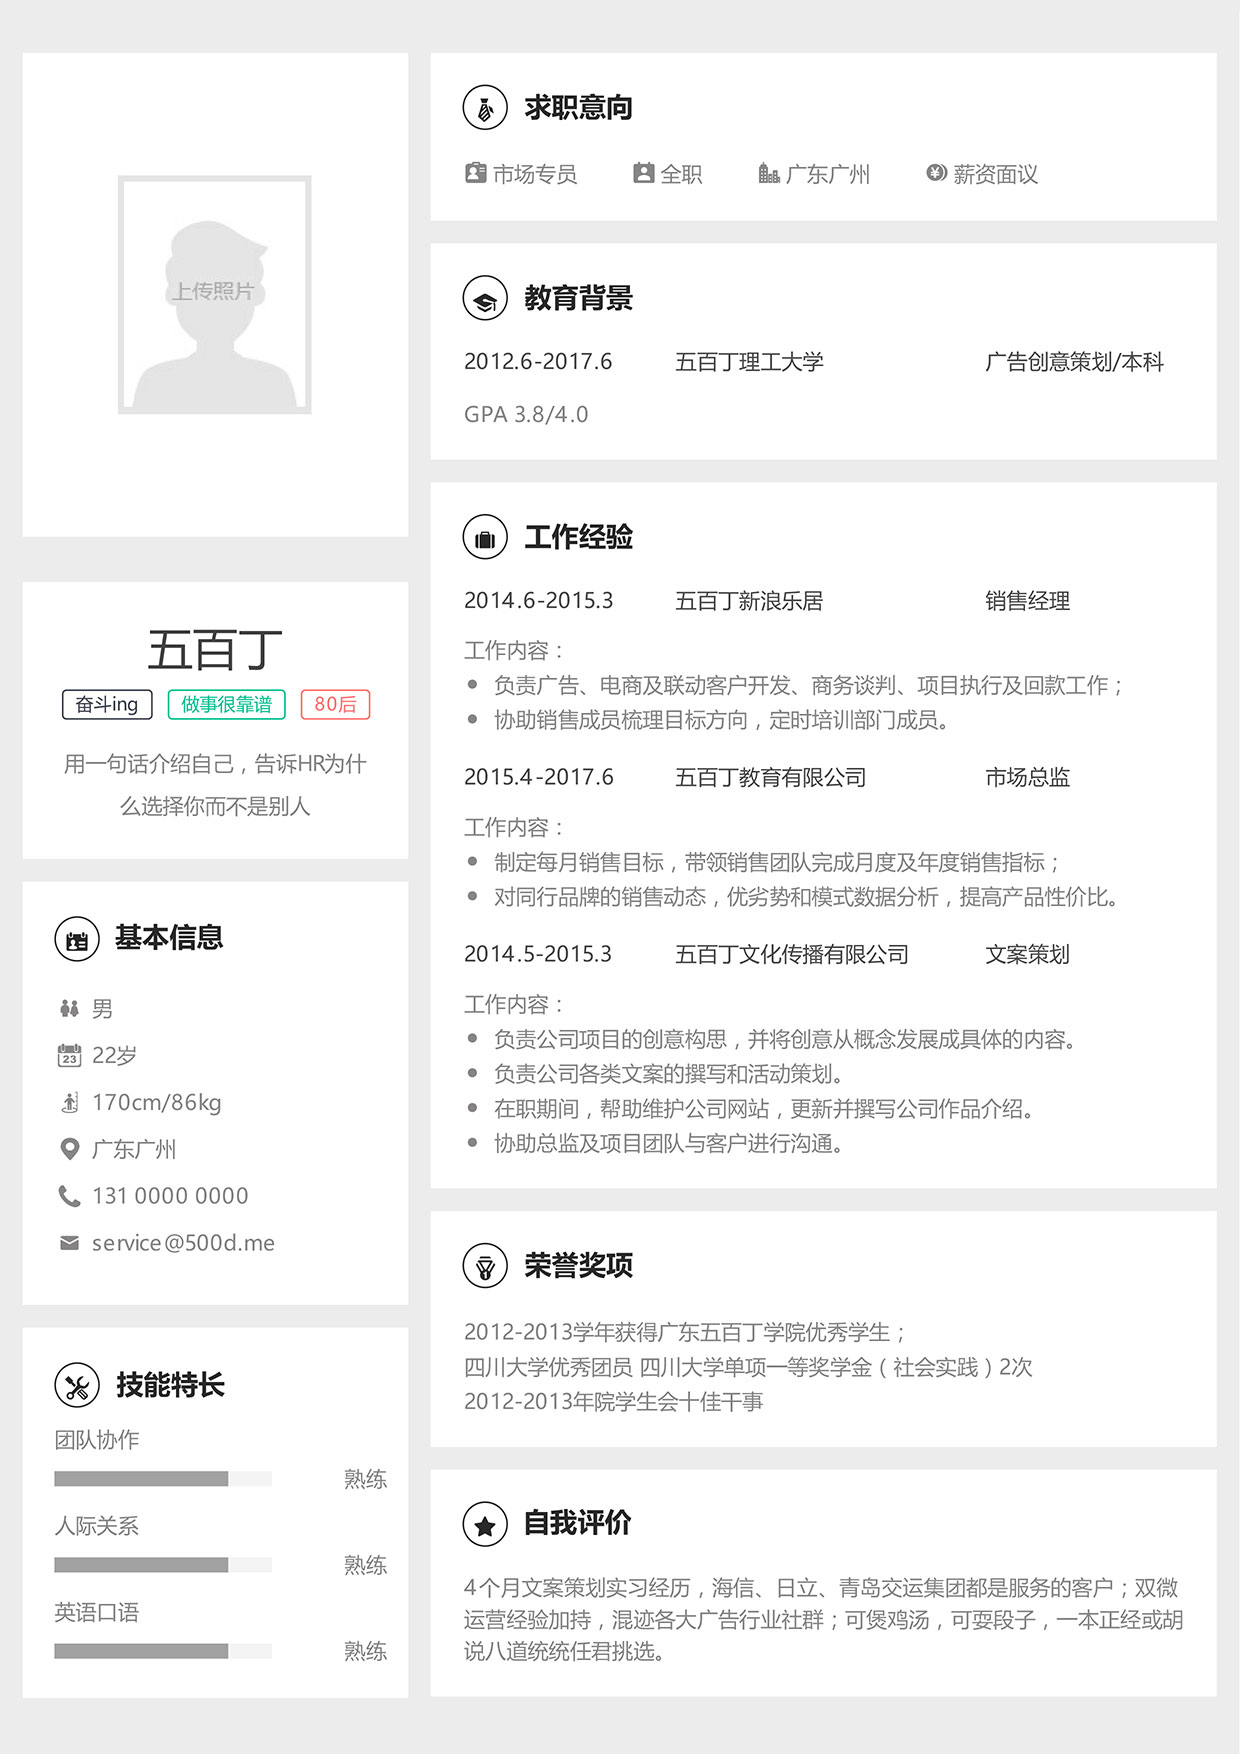 上传照片
五百丁
奋斗ing 做事很靠谱 80后
用一句话介绍自己，告诉HR为什
么选择你而不是别人
基本信息
男
23
22岁
170cm/86kg
广东广州
131 0000 0000
service@500d.me
技能特长
团队协作
熟练
人际关系
熟练
英语口语
熟练
求职意向
市场专员 全职 广东广州 ¥ 薪资面议
教育背景
2012.6-2017.6 五百丁理工大学 广告创意策划/本科
GPA 3.8/4.0
工作经验
2014.6-2015.3 五百丁新浪乐居 销售经理
工作内容：
● 负责广告、电商及联动客户开发、商务谈判、项目执行及回款工作；
● 协助销售成员梳理目标方向，定时培训部门成员。
2015.4-2017.6 五百丁教育有限公司 市场总监
工作内容：
● 制定每月销售目标，带领销售团队完成月度及年度销售指标；
● 对同行品牌的销售动态，优劣势和模式数据分析，提高产品性价比。
2014.5-2015.3 五百丁文化传播有限公司 文案策划
工作内容：
● 负责公司项目的创意构思，并将创意从概念发展成具体的内容。
● 负责公司各类文案的撰写和活动策划。
● 在职期间，帮助维护公司网站，更新并撰写公司作品介绍。
● 协助总监及项目团队与客户进行沟通。
荣誉奖项
2012-2013学年获得广东五百丁学院优秀学生；
四川大学优秀团员 四川大学单项一等奖学金（社会实践）2次
2012-2013年院学生会十佳干事
自我评价
4个月文案策划实习经历，海信、日立、青岛交运集团都是服务的客户；双微
运营经验加持，混迹各大广告行业社群；可煲鸡汤，可耍段子，一本正经或胡
说八道统统任君挑选。